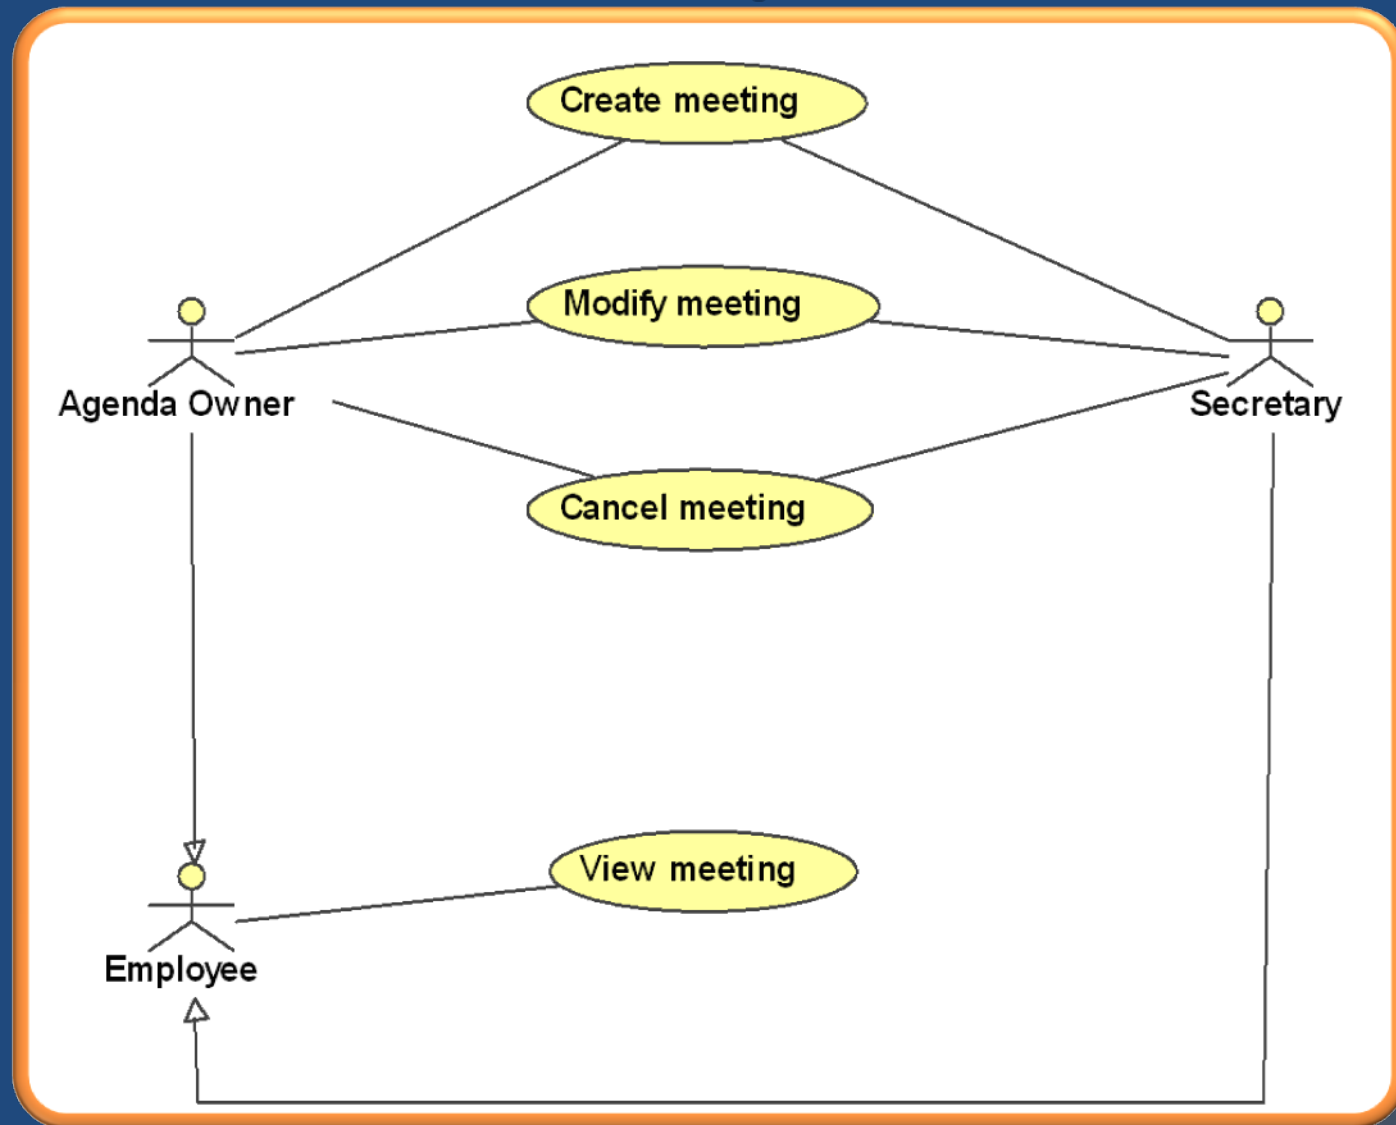 Create meeting
Modify meeting
Agenda Owner
Secretary
Cancel meeting
View meeting
Employee